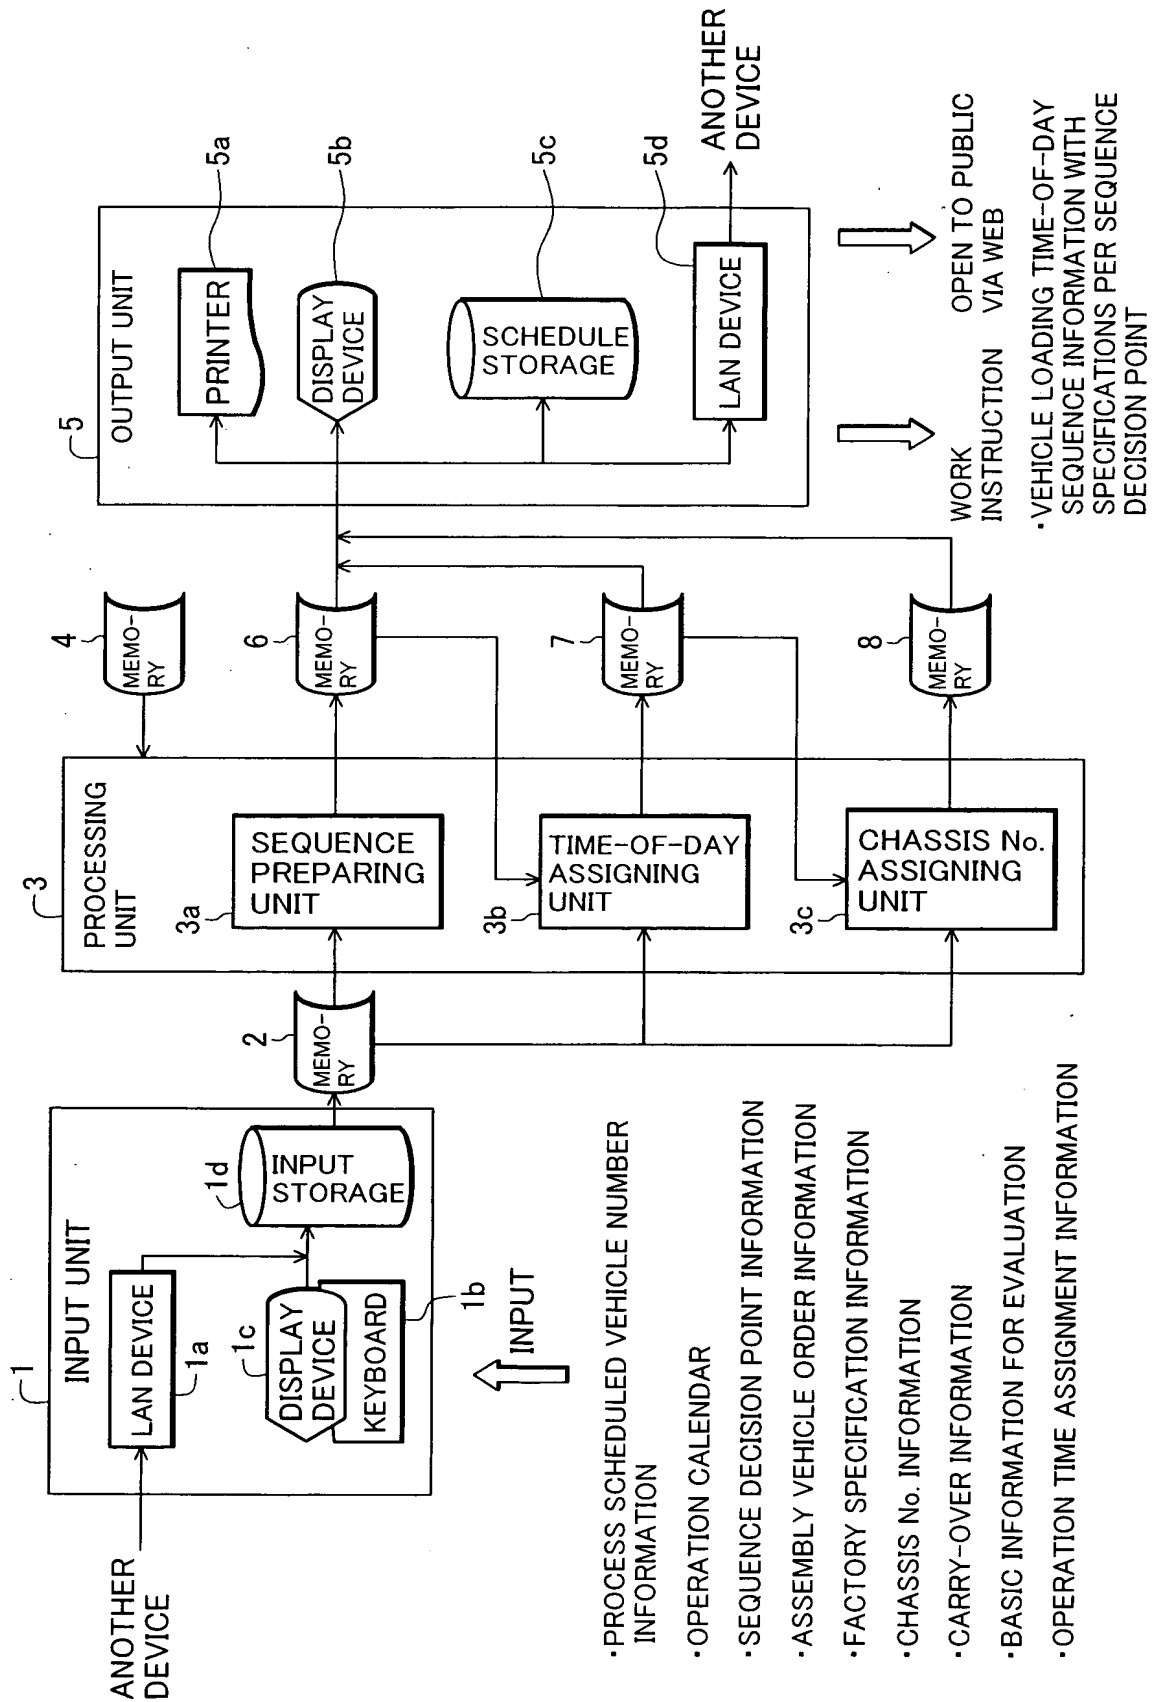 ANOTHER
DEVICE
1
INPUT UNIT
LAN DEVICE
1a
1c
DISPLAY
DEVICE
KEYBOARD
1b
INPUT
1d
INPUT
STORAGE
2
MEMO-
RY
3
PROCESSING
UNIT
3a
SEQUENCE
PREPARING
UNIT
3b
TIME-OF-DAY
ASSIGNING
UNIT
3c
CHASSIS No.
ASSIGNING
UNIT
4
MEMO-
RY
6
MEMO-
RY
7
MEMO-
RY
8
MEMO-
RY
5
OUTPUT UNIT
PRINTER
5a
DISPLAY
DEVICE
5b
SCHEDULE
STORAGE
5c
LAN DEVICE
5d
ANOTHER
DEVICE
・PROCESS SCHEDULED VEHICLE NUMBER
INFORMATION
・OPERATION CALENDAR
・SEQUENCE DECISION POINT INFORMATION
・ASSEMBLY VEHICLE ORDER INFORMATION
・FACTORY SPECIFICATION INFORMATION
・CHASSIS No. INFORMATION
・CARRY-OVER INFORMATION
・BASIC INFORMATION FOR EVALUATION
・OPERATION TIME ASSIGNMENT INFORMATION
WORK
INSTRUCTION
OPEN TO PUBLIC
VIA WEB
・VEHICLE LOADING TIME-OF-DAY
SEQUENCE INFORMATION WITH
SPECIFICATIONS PER SEQUENCE
DECISION POINT